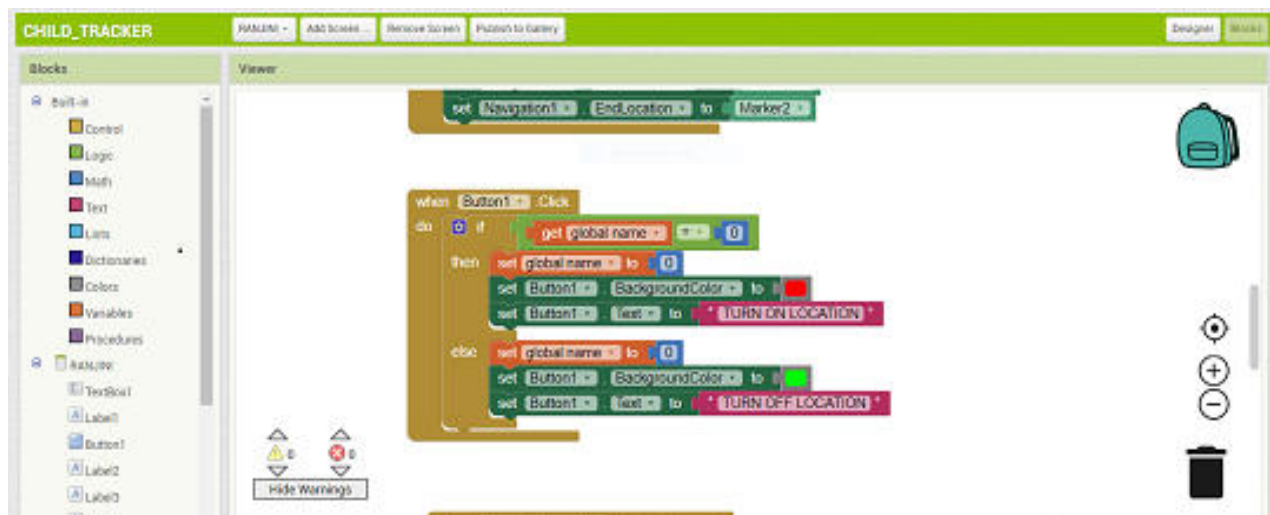 CHILD_TRACKER RANJINI Add Screen ... Remove Screen Publish to Gallery Designer Blocks
Blocks Viewer
Built-in
Control
Logic
Math
Text
Lists
Dictionaries
Colors
Variables
Procedures
RANJINI
TextBox1
Label1
Button1
Label2
Label3
set Navigation1 . EndLocation to Marker2
when Button1 .Click
do if get global name = 0
then set global name to 0
set Button1 . BackgroundColor to
set Button1 . Text to " TURN ON LOCATION "
else set global name to 0
set Button1 . BackgroundColor to
set Button1 . Text to " TURN OFF LOCATION "
0 0
Hide Warnings